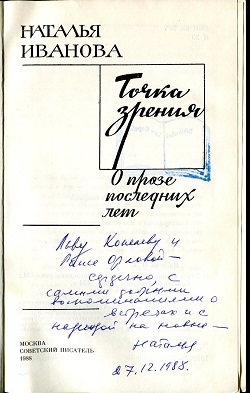 НАТАЛЬЯ
ИВАНОВА
Точка
зрения
О прозе
последних
лет
Льву Копелеву и
Раисе Орловой —
сердечно с
самыми добрыми
воспоминаниями о
встречах и с
надеждой на новые —
Наталья
27.12.1988.
МОСКВА
СОВЕТСКИЙ ПИСАТЕЛЬ
1988